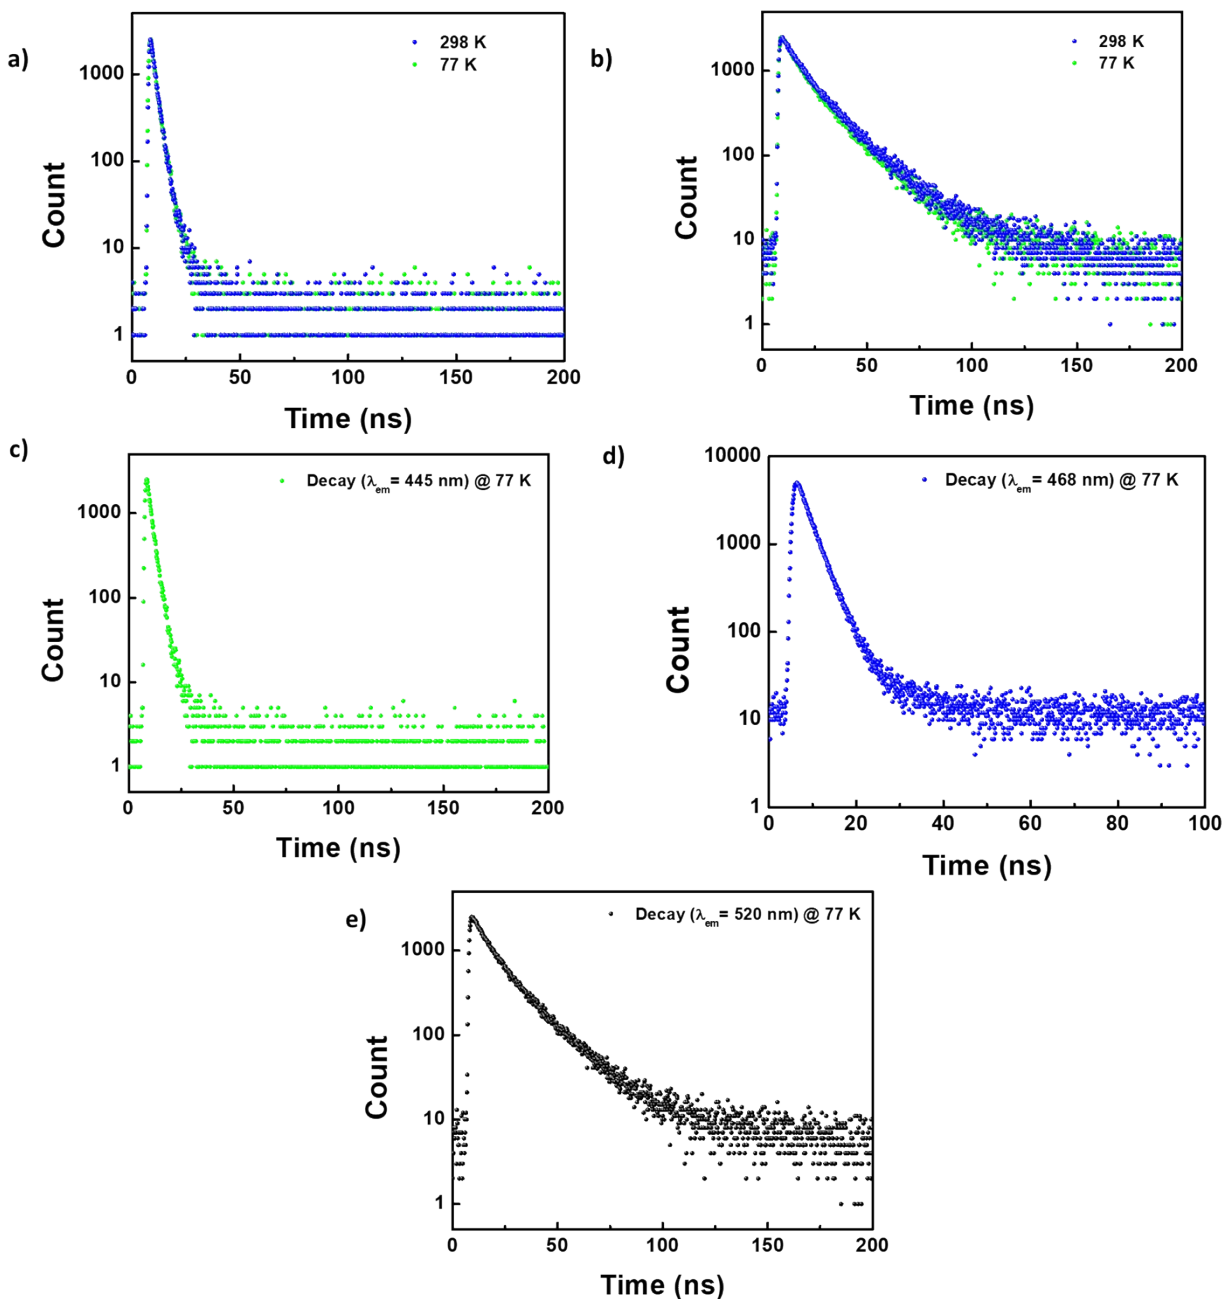 a)
298 K
77 K
1000
100
10
1
Count
0 50 100 150 200
Time (ns)
b)
298 K
77 K
1000
100
10
1
Count
0 50 100 150 200
Time (ns)
c)
Decay (λem= 445 nm) @ 77 K
1000
100
10
1
Count
0 50 100 150 200
Time (ns)
d)
Decay (λem= 468 nm) @ 77 K
10000
1000
100
10
1
Count
0 20 40 60 80 100
Time (ns)
e)
Decay (λem= 520 nm) @ 77 K
1000
100
10
1
Count
0 50 100 150 200
Time (ns)